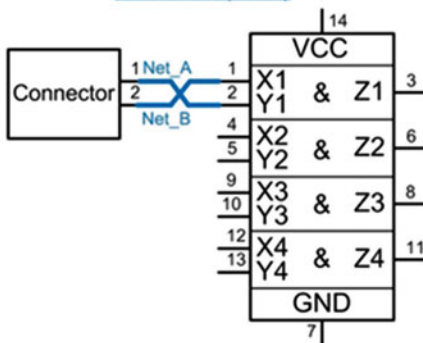 14
VCC
1 Net_A 1 X1 & Z1 3
Connector
2 2 Y1
Net_B
4 X2 & Z2 6
5 Y2
9 X3 & Z3 8
10 Y3
12 X4 & Z4 11
13 Y4
GND
7